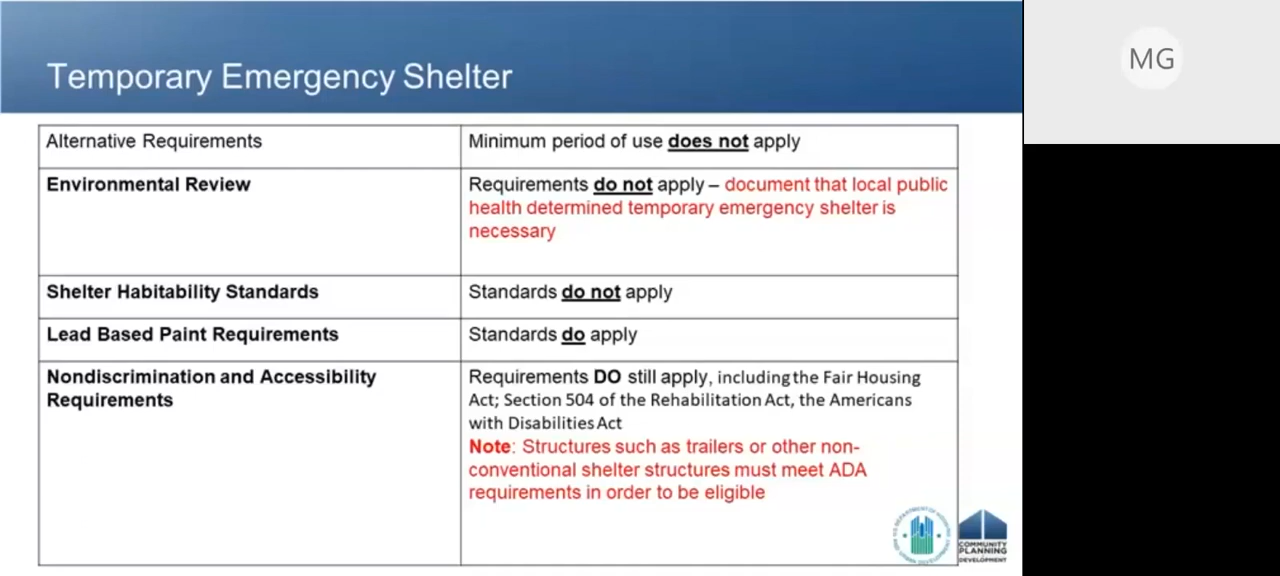 Temporary Emergency Shelter
MG
Alternative Requirements
Minimum period of use does not apply
Environmental Review
Requirements do not apply – document that local public
health determined temporary emergency shelter is
necessary
Shelter Habitability Standards
Standards do not apply
Lead Based Paint Requirements
Standards do apply
Nondiscrimination and Accessibility
Requirements
Requirements DO still apply, including the Fair Housing
Act; Section 504 of the Rehabilitation Act, the Americans
with Disabilities Act
Note: Structures such as trailers or other non-
conventional shelter structures must meet ADA
requirements in order to be eligible
COMMUNITY
PLANNING
DEVELOPMENT